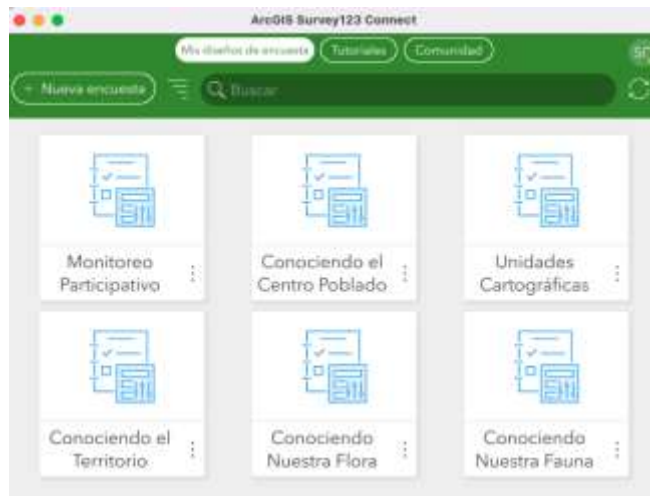 ArcGIS Survey123 Connect
Mis diseños de encuesta Tutoriales Comunidad
+ Nueva encuesta Buscar
Monitoreo
Participativo
Conociendo el
Centro Poblado
Unidades
Cartográficas
Conociendo el
Territorio
Conociendo
Nuestra Flora
Conociendo
Nuestra Fauna